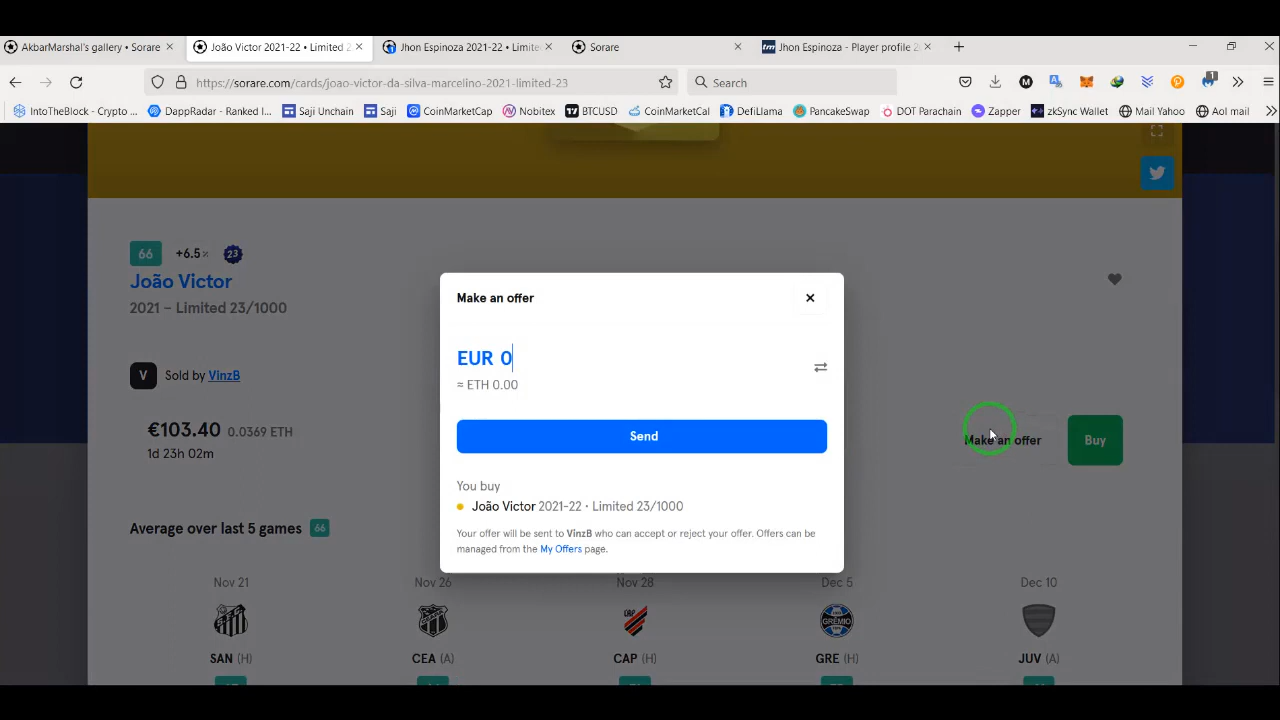 AkbarMarshal's gallery • Sorare
João Victor 2021-22 • Limited 2
Jhon Espinoza 2021-22 • Limite
Sorare
tm Jhon Espinoza - Player profile 2
https://sorare.com/cards/joao-victor-da-silva-marcelino-2021-limited-23
Search
M
1
IntoTheBlock - Crypto ...
DappRadar - Ranked l...
Saji Unchain
Saji
CoinMarketCap
Nobitex
BTCUSD
CoinMarketCal
DefiLlama
PancakeSwap
DOT Parachain
Zapper
zkSync Wallet
Mail Yahoo
Aol mail
66 +6.5% 23
João Victor
2021 – Limited 23/1000
V Sold by VinzB
€103.40 0.0369 ETH
1d 23h 02m
Make an offer
Buy
Make an offer
EUR 0
≈ ETH 0.00
Send
You buy
João Victor 2021-22 • Limited 23/1000
Your offer will be sent to VinzB who can accept or reject your offer. Offers can be
managed from the My Offers page.
Average over last 5 games 66
Nov 21
Nov 26
Nov 28
Dec 5
Dec 10
SAN (H)
CEA (A)
CAP (H)
GRE (H)
JUV (A)